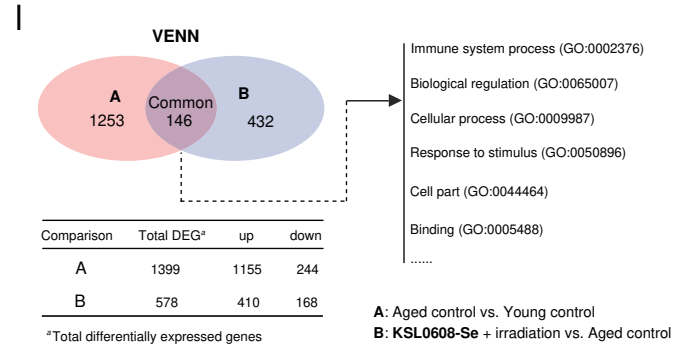 I
VENN
A
1253
Common
146
B
432
Immune system process (GO:0002376)
Biological regulation (GO:0065007)
Cellular process (GO:0009987)
Response to stimulus (GO:0050896)
Cell part (GO:0044464)
Binding (GO:0005488)
......
Comparison Total DEGᵃ up down
A 1399 1155 244
B 578 410 168
ᵃTotal differentially expressed genes
A: Aged control vs. Young control
B: KSL0608-Se + irradiation vs. Aged control